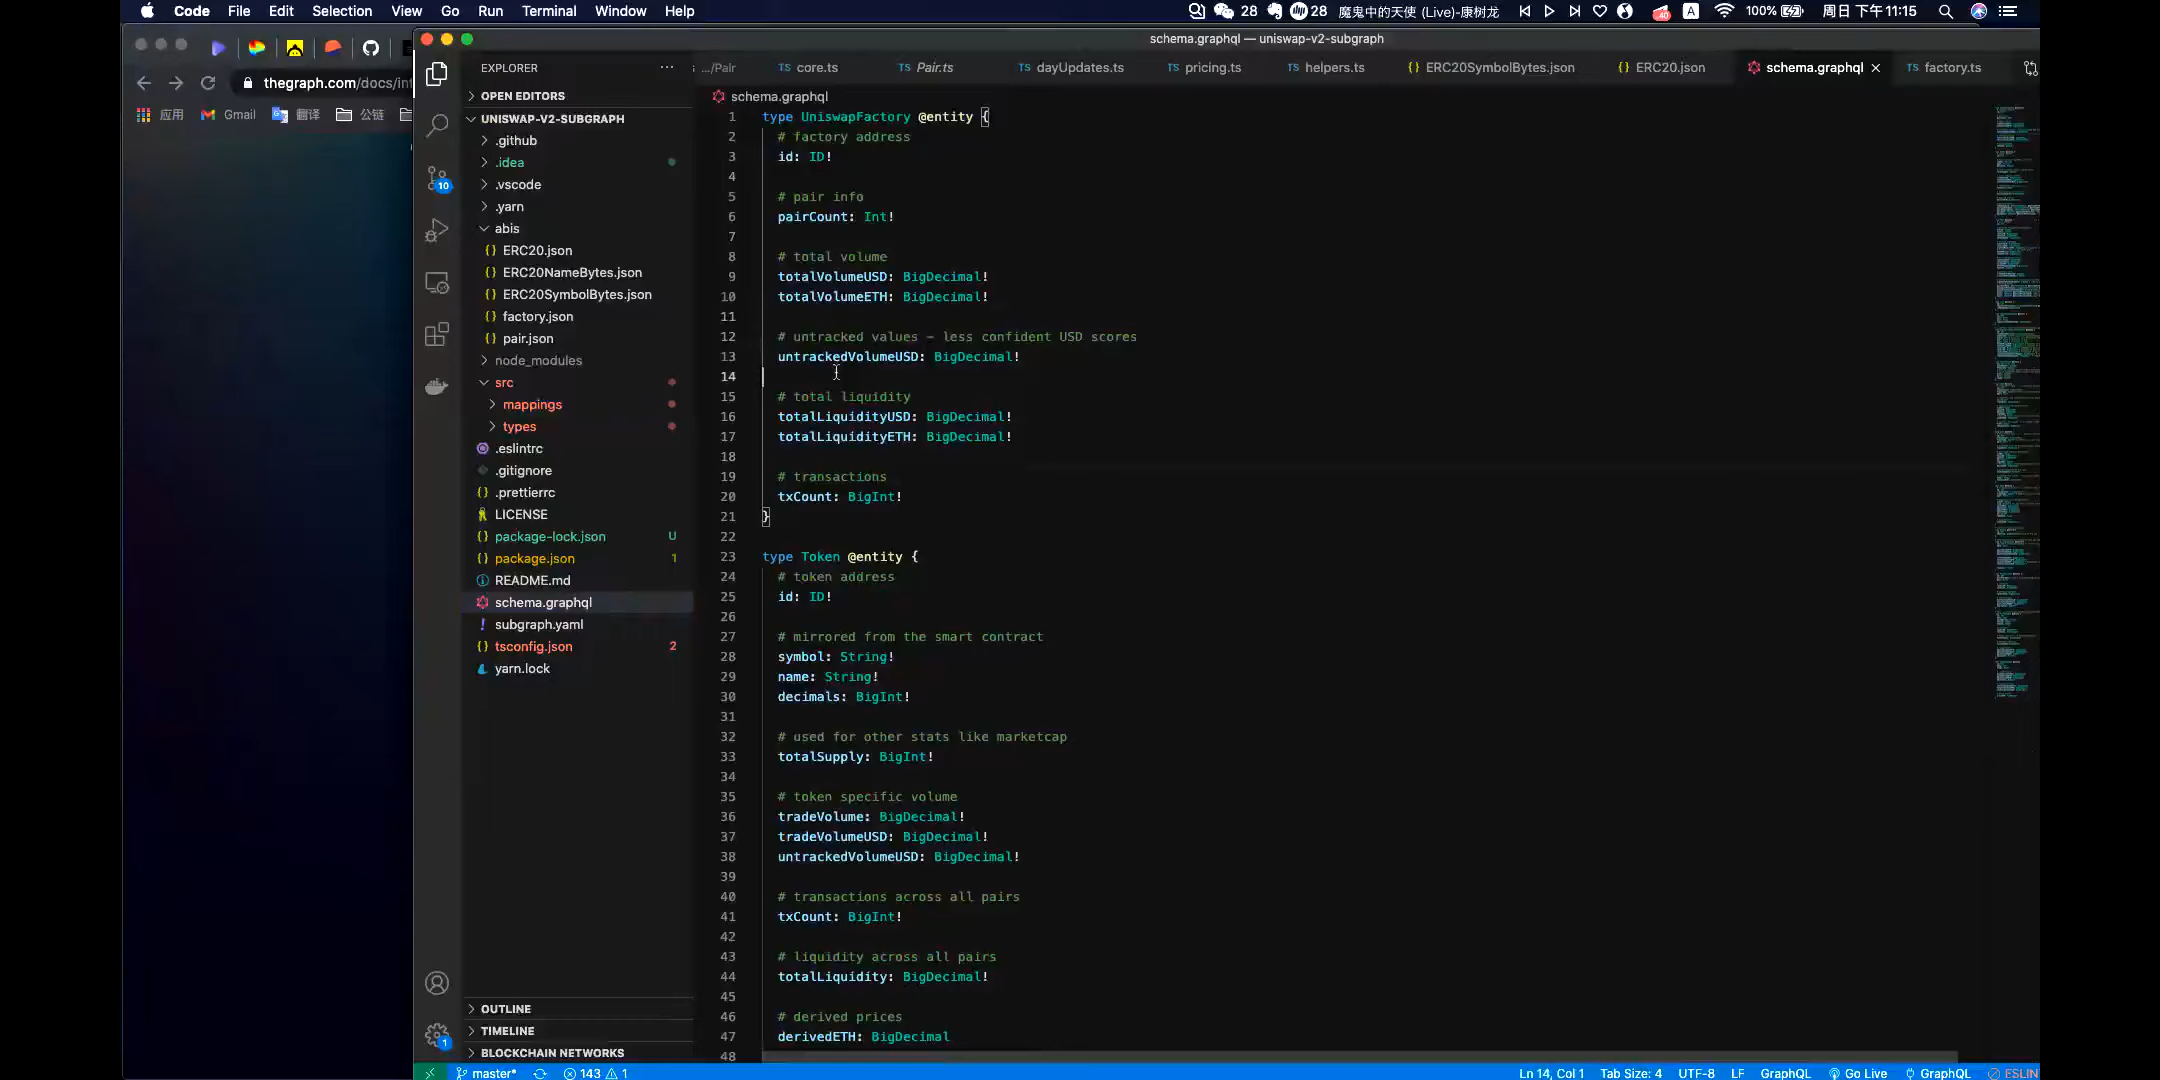 Code File Edit Selection View Go Run Terminal Window Help
28 28 魔鬼中的天使 (Live)-康树龙 40 A 100% 周日 下午11:15
thegraph.com/docs/int
应用 Gmail 翻译 公链
schema.graphql — uniswap-v2-subgraph
EXPLORER ···
.../Pair TS core.ts TS Pair.ts TS dayUpdates.ts TS pricing.ts TS helpers.ts {} ERC20SymbolBytes.json {} ERC20.json schema.graphql × TS factory.ts
OPEN EDITORS
UNISWAP-V2-SUBGRAPH
.github
.idea
.vscode
.yarn
abis
{} ERC20.json
{} ERC20NameBytes.json
{} ERC20SymbolBytes.json
{} factory.json
{} pair.json
node_modules
src
mappings
types
.eslintrc
.gitignore
{} .prettierrc
LICENSE
{} package-lock.json U
{} package.json 1
README.md
schema.graphql
! subgraph.yaml
{} tsconfig.json 2
yarn.lock
OUTLINE
TIMELINE
BLOCKCHAIN NETWORKS
10
1
schema.graphql
1 type UniswapFactory @entity {
2 # factory address
3 id: ID!
4
5 # pair info
6 pairCount: Int!
7
8 # total volume
9 totalVolumeUSD: BigDecimal!
10 totalVolumeETH: BigDecimal!
11
12 # untracked values - less confident USD scores
13 untrackedVolumeUSD: BigDecimal!
14
15 # total liquidity
16 totalLiquidityUSD: BigDecimal!
17 totalLiquidityETH: BigDecimal!
18
19 # transactions
20 txCount: BigInt!
21 }
22
23 type Token @entity {
24 # token address
25 id: ID!
26
27 # mirrored from the smart contract
28 symbol: String!
29 name: String!
30 decimals: BigInt!
31
32 # used for other stats like marketcap
33 totalSupply: BigInt!
34
35 # token specific volume
36 tradeVolume: BigDecimal!
37 tradeVolumeUSD: BigDecimal!
38 untrackedVolumeUSD: BigDecimal!
39
40 # transactions across all pairs
41 txCount: BigInt!
42
43 # liquidity across all pairs
44 totalLiquidity: BigDecimal!
45
46 # derived prices
47 derivedETH: BigDecimal
48
master* 143 1 Ln 14, Col 1 Tab Size: 4 UTF-8 LF GraphQL Go Live GraphQL ESLIN